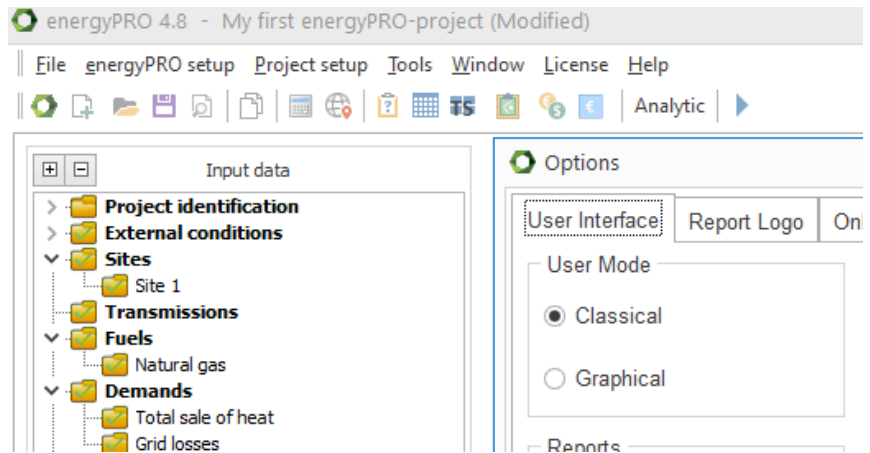 energyPRO 4.8 - My first energyPRO-project (Modified)
File energyPRO setup Project setup Tools Window License Help
TS € Analytic
Input data
Project identification
External conditions
Sites
Site 1
Transmissions
Fuels
Natural gas
Demands
Total sale of heat
Grid losses
Options
User Interface Report Logo Onl
User Mode
Classical
Graphical
Reports